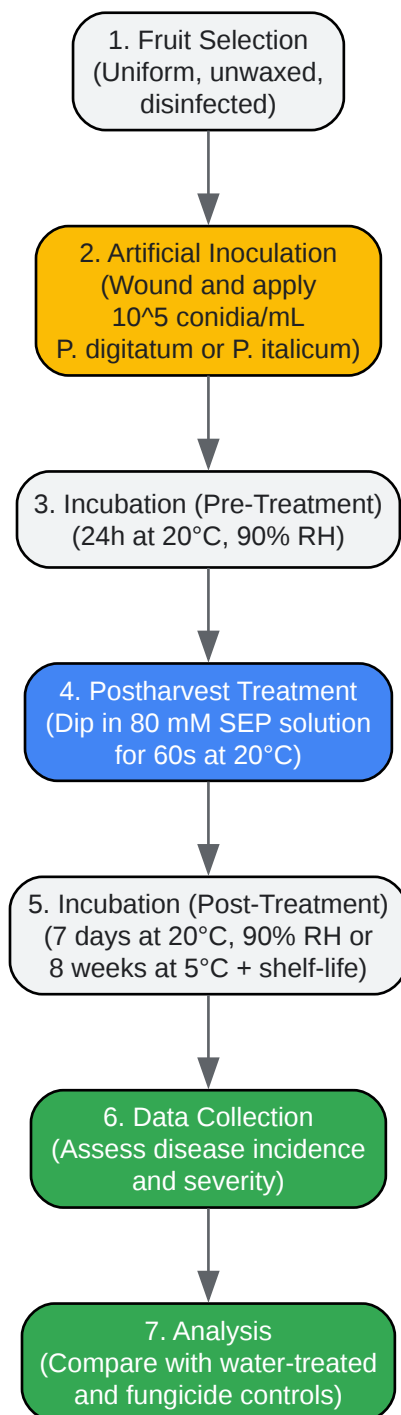 1. Fruit Selection
(Uniform, unwaxed,
disinfected)
2. Artificial Inoculation
(Wound and apply
10^5 conidia/mL
P. digitatum or P. italicum)
3. Incubation (Pre-Treatment)
(24h at 20°C, 90% RH)
4. Postharvest Treatment
(Dip in 80 mM SEP solution
for 60s at 20°C)
5. Incubation (Post-Treatment)
(7 days at 20°C, 90% RH or
8 weeks at 5°C + shelf-life)
6. Data Collection
(Assess disease incidence
and severity)
7. Analysis
(Compare with water-treated
and fungicide controls)